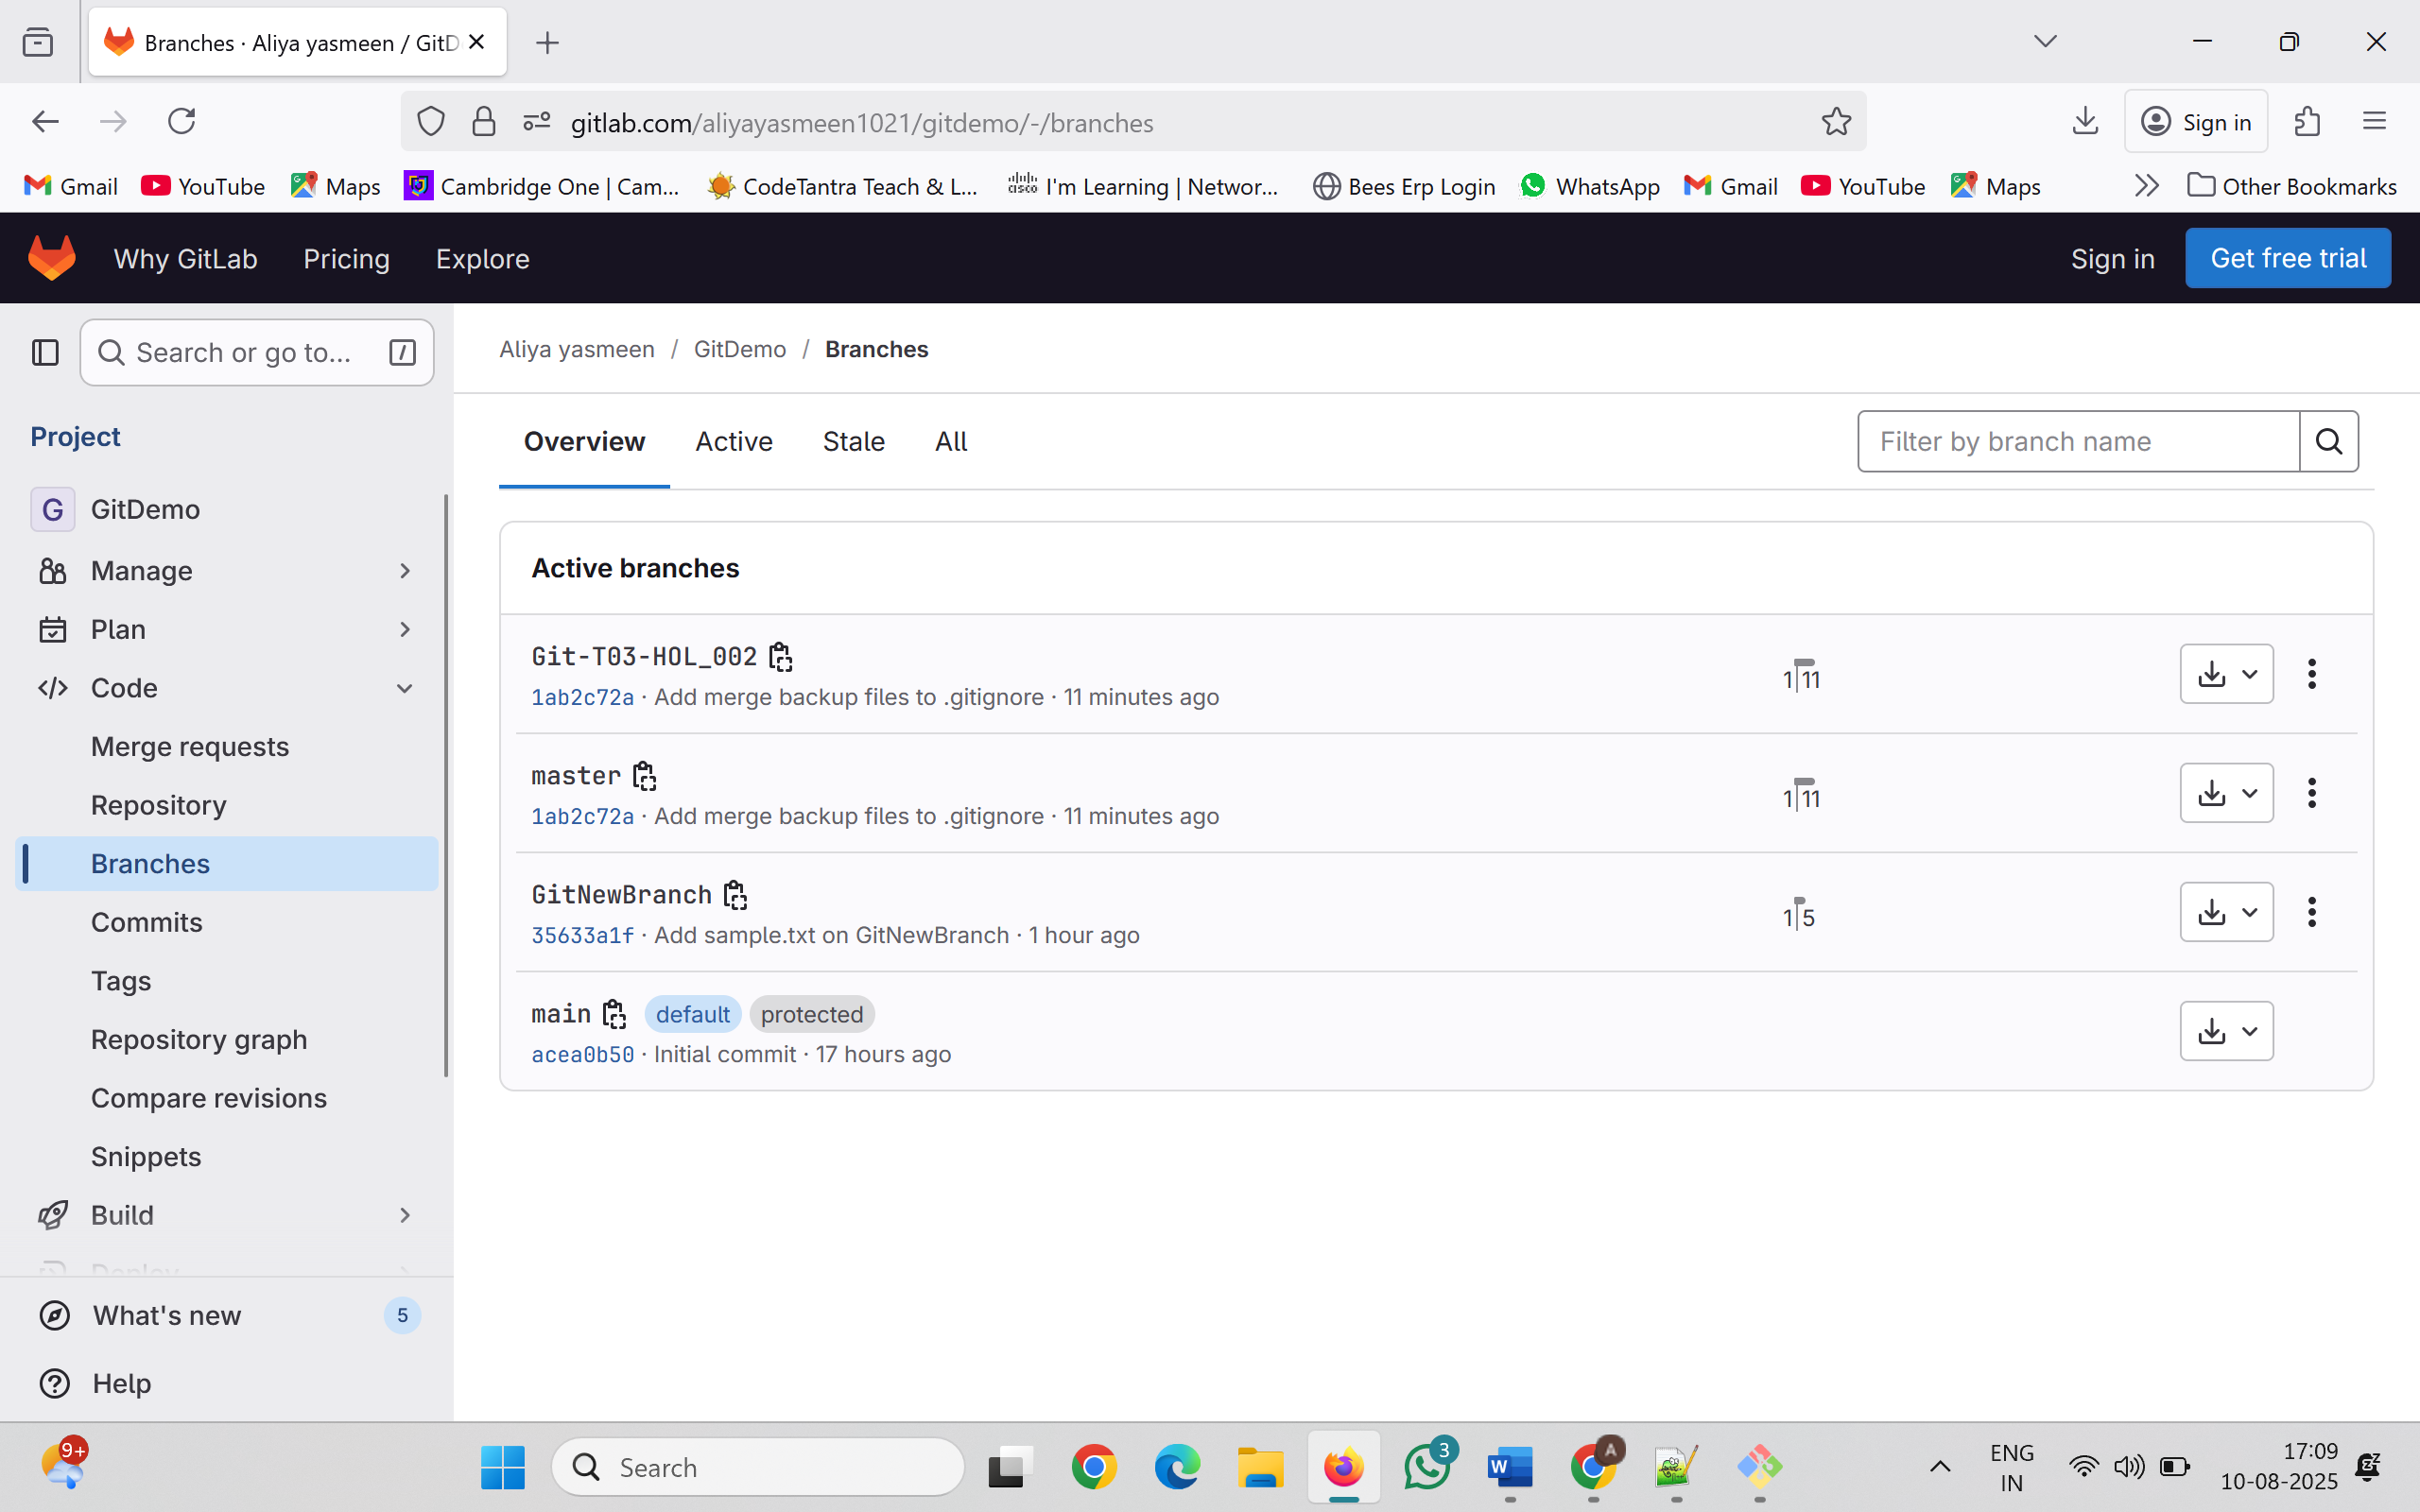 Branches · Aliya yasmeen / GitD
gitlab.com/aliyayasmeen1021/gitdemo/-/branches
Sign in
Gmail
YouTube
Maps
Cambridge One | Cam...
CodeTantra Teach & L...
I'm Learning | Networ...
Bees Erp Login
WhatsApp
Gmail
YouTube
Maps
Other Bookmarks
Why GitLab
Pricing
Explore
Sign in
Get free trial
Search or go to...
/
Aliya yasmeen / GitDemo / Branches
Project
G GitDemo
Manage
Plan
Code
Merge requests
Repository
Branches
Commits
Tags
Repository graph
Compare revisions
Snippets
Build
Deploy
What's new
5
Help
Overview
Active
Stale
All
Filter by branch name
Active branches
Git-T03-HOL_002
1ab2c72a · Add merge backup files to .gitignore · 11 minutes ago
1 11
master
1ab2c72a · Add merge backup files to .gitignore · 11 minutes ago
1 11
GitNewBranch
35633a1f · Add sample.txt on GitNewBranch · 1 hour ago
1 5
main default protected
acea0b50 · Initial commit · 17 hours ago
9+
Search
3
W
A
ENG
IN
17:09
10-08-2025